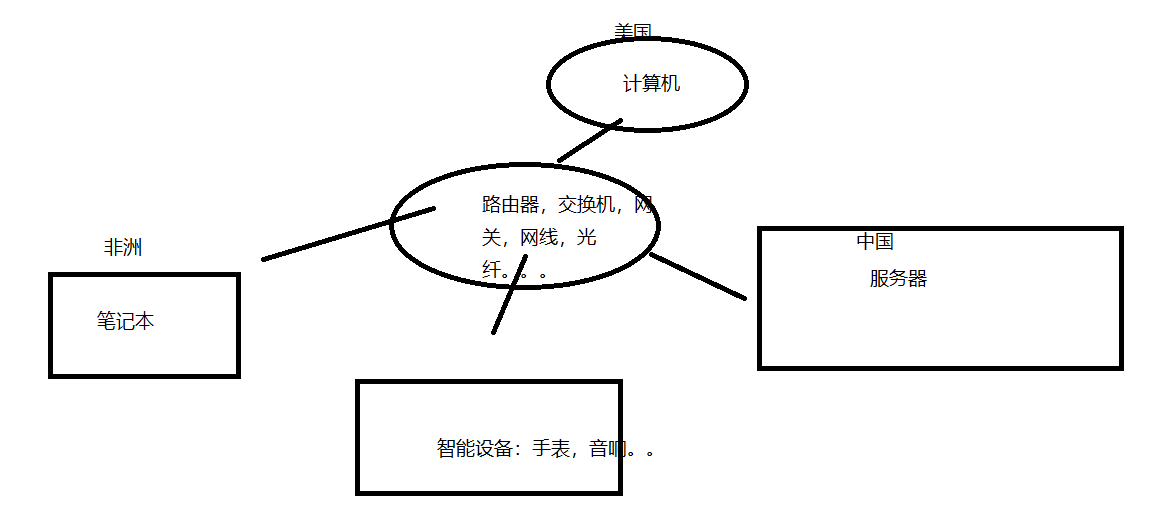 美国
计算机
路由器，交换机，网
关，网线，光
纤。。。
非洲
笔记本
中国
服务器
智能设备：手表，音响。。